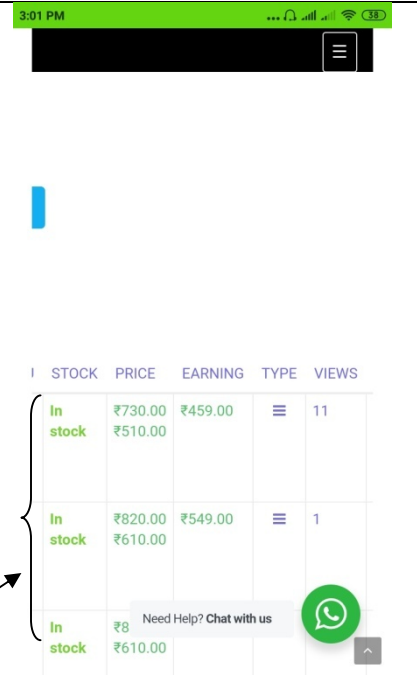 3:01 PM 38
STOCK PRICE EARNING TYPE VIEWS
In stock ₹730.00 ₹459.00 11
₹510.00
In stock ₹820.00 ₹549.00 1
₹610.00
In stock ₹8
₹610.00
Need Help? Chat with us